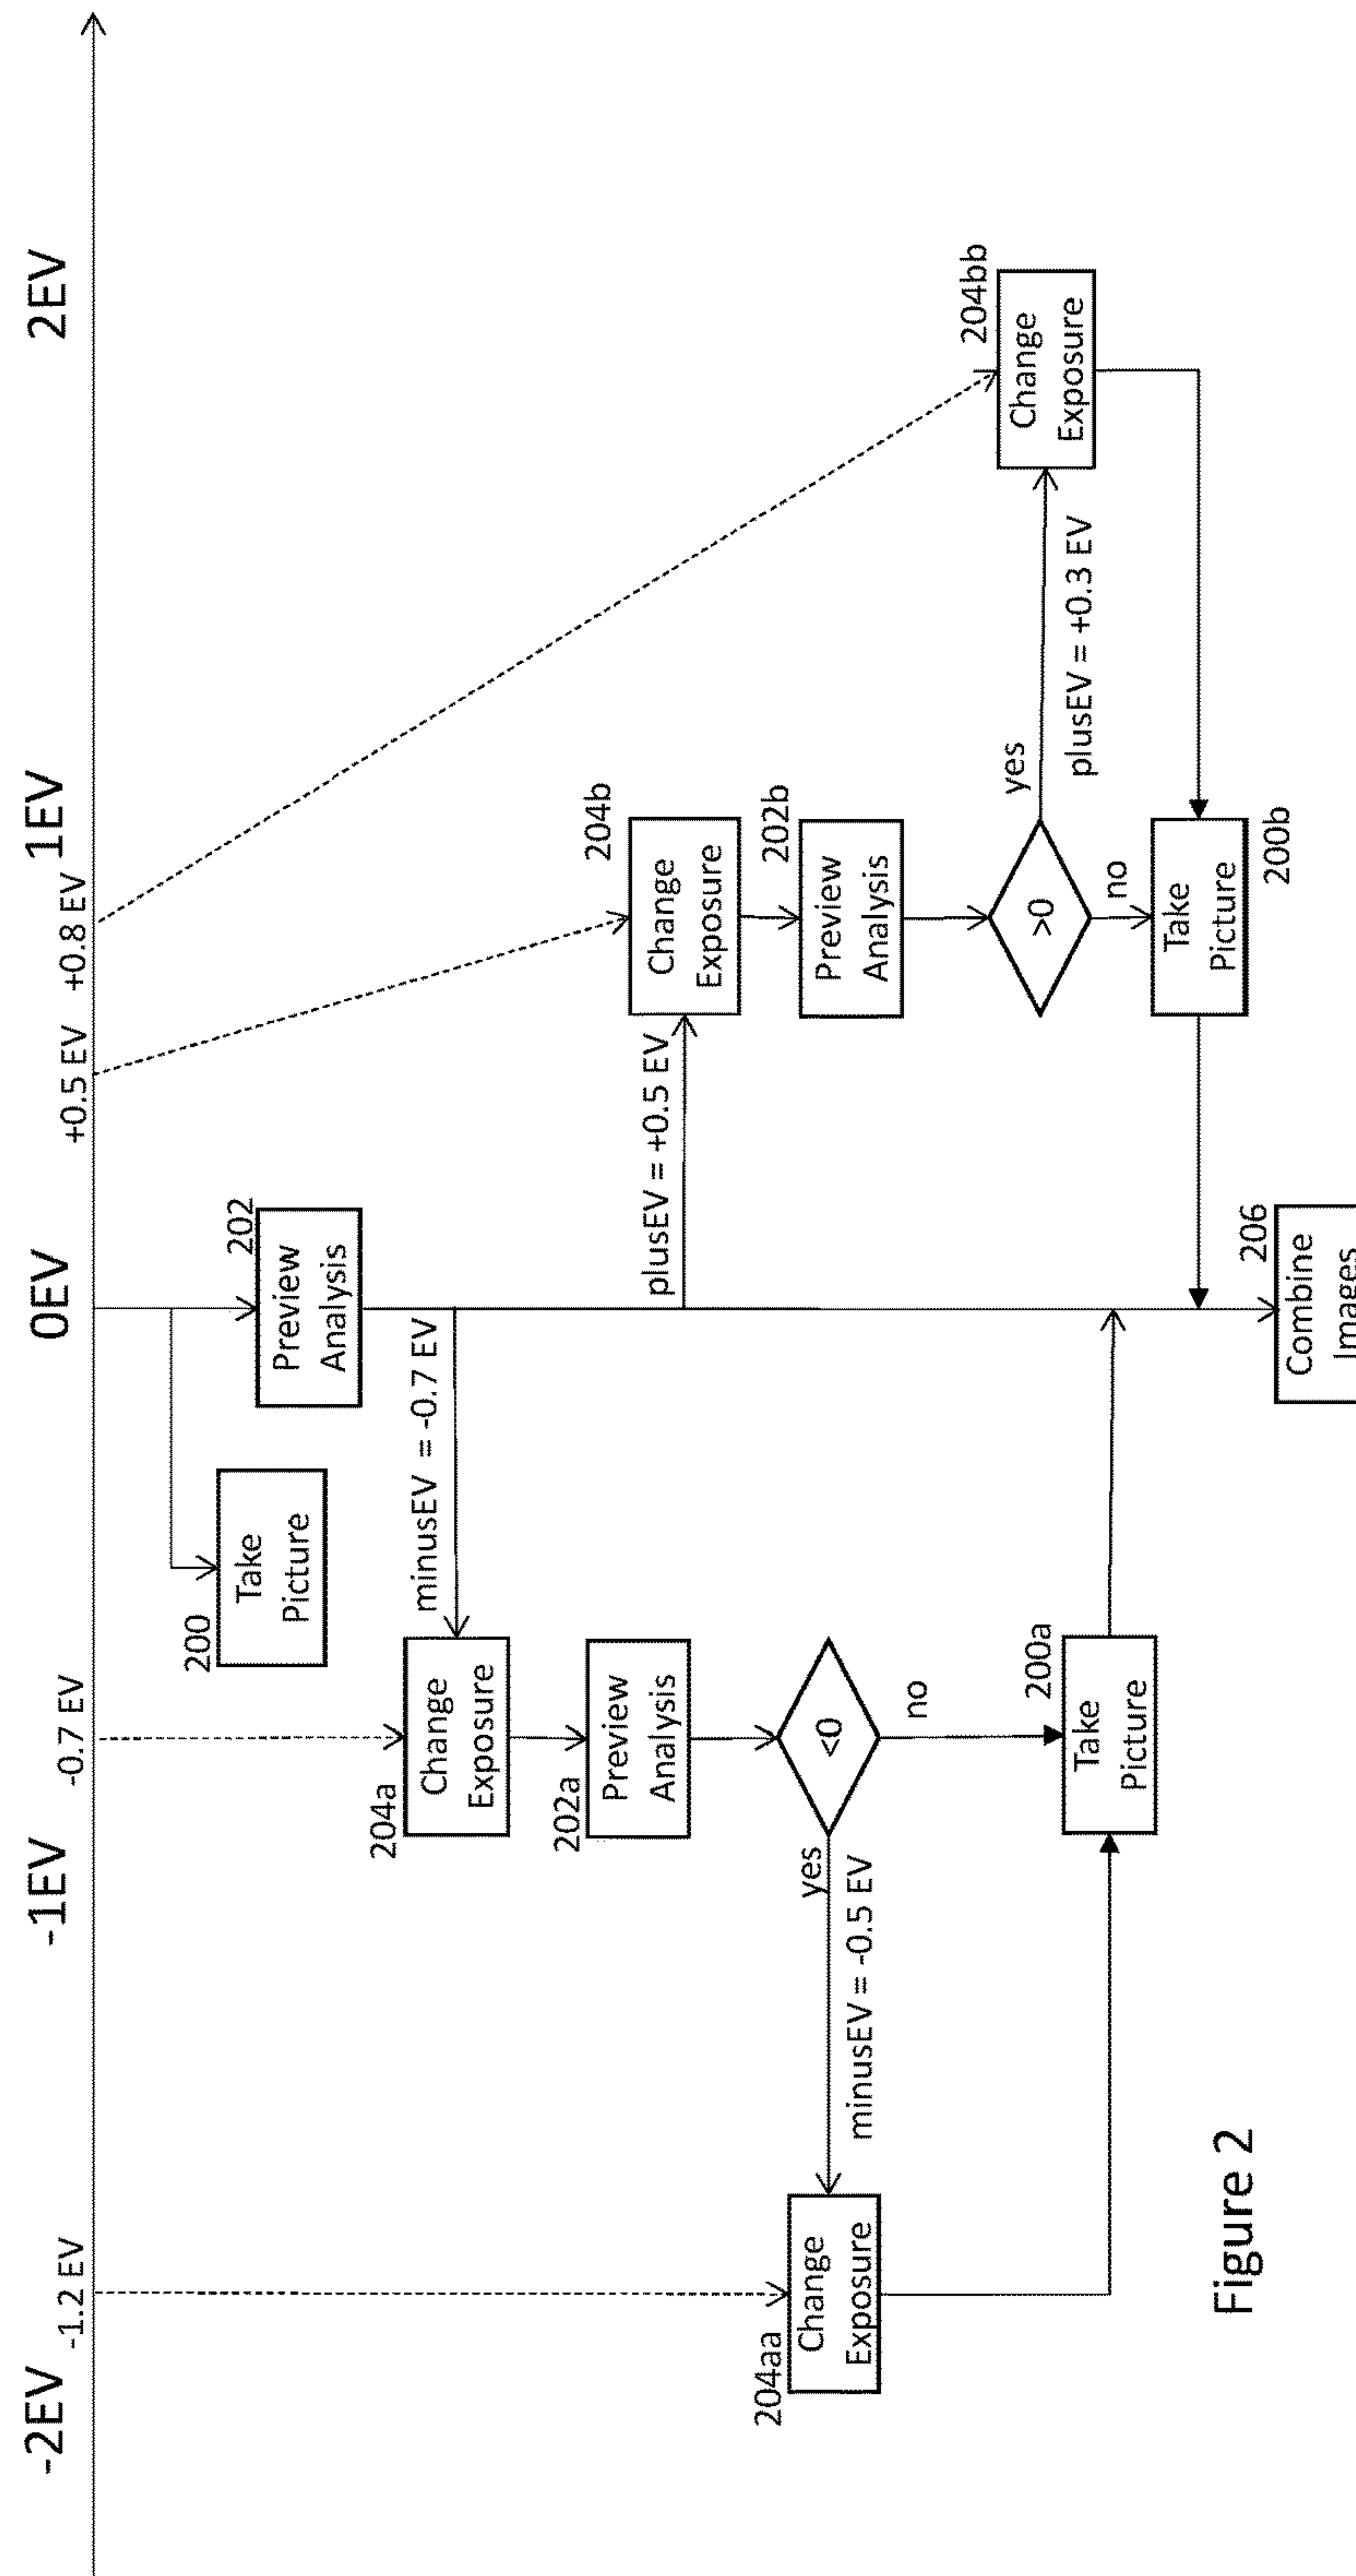 -2EV
-1EV
0EV
1EV
2EV
-1.2 EV
-0.7 EV
+0.5 EV
+0.8 EV
200
Take
Picture
202
Preview
Analysis
minusEV = -0.7 EV
204a
Change
Exposure
202a
Preview
Analysis
<0
yes
no
minusEV = -0.5 EV
204aa
Change
Exposure
200a
Take
Picture
plusEV = +0.5 EV
204b
Change
Exposure
202b
Preview
Analysis
>0
yes
no
plusEV = +0.3 EV
204bb
Change
Exposure
Take
Picture
200b
206
Combine
Images
Figure 2